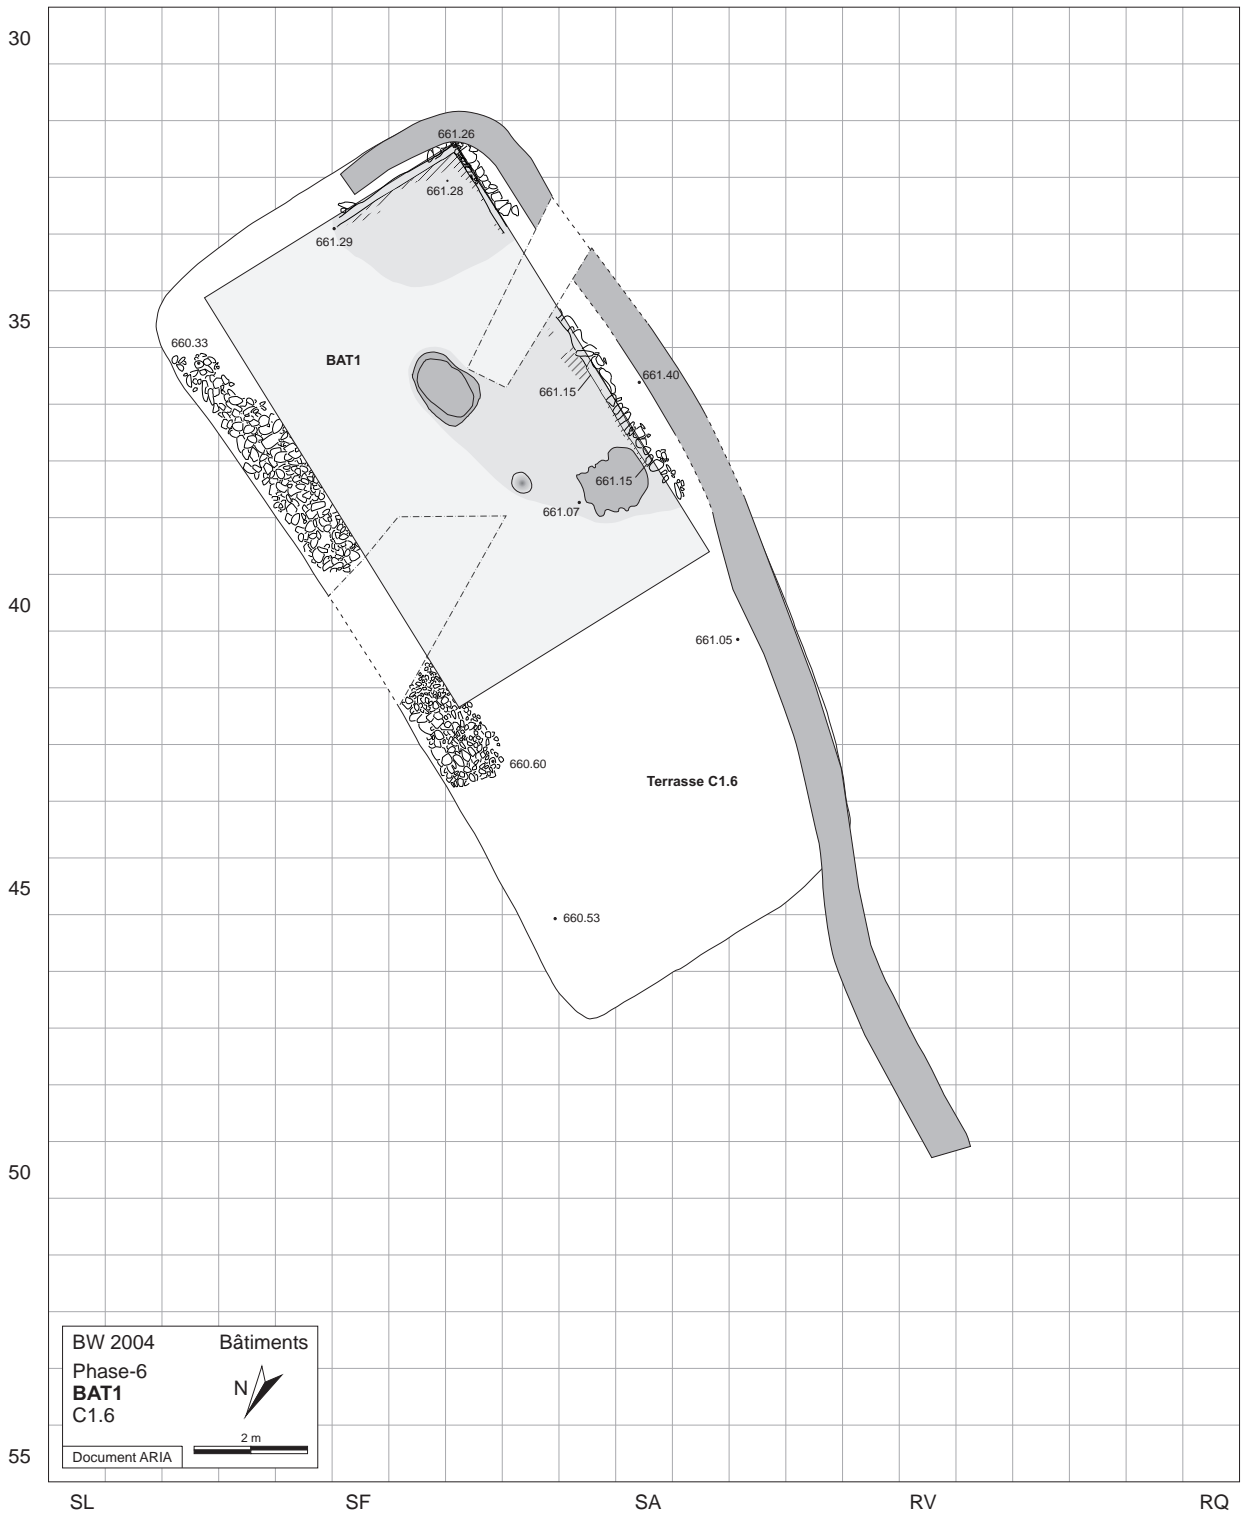 30
661.26
661.28
661.29
35
660.33
BAT1
661.40
661.15
661.15
661.07
40
661.05
660.60
Terrasse C1.6
45
660.53
50
BW 2004 Bâtiments
Phase-6
BAT1
C1.6
N
2 m
Document ARIA
55
SL SF SA RV RQ